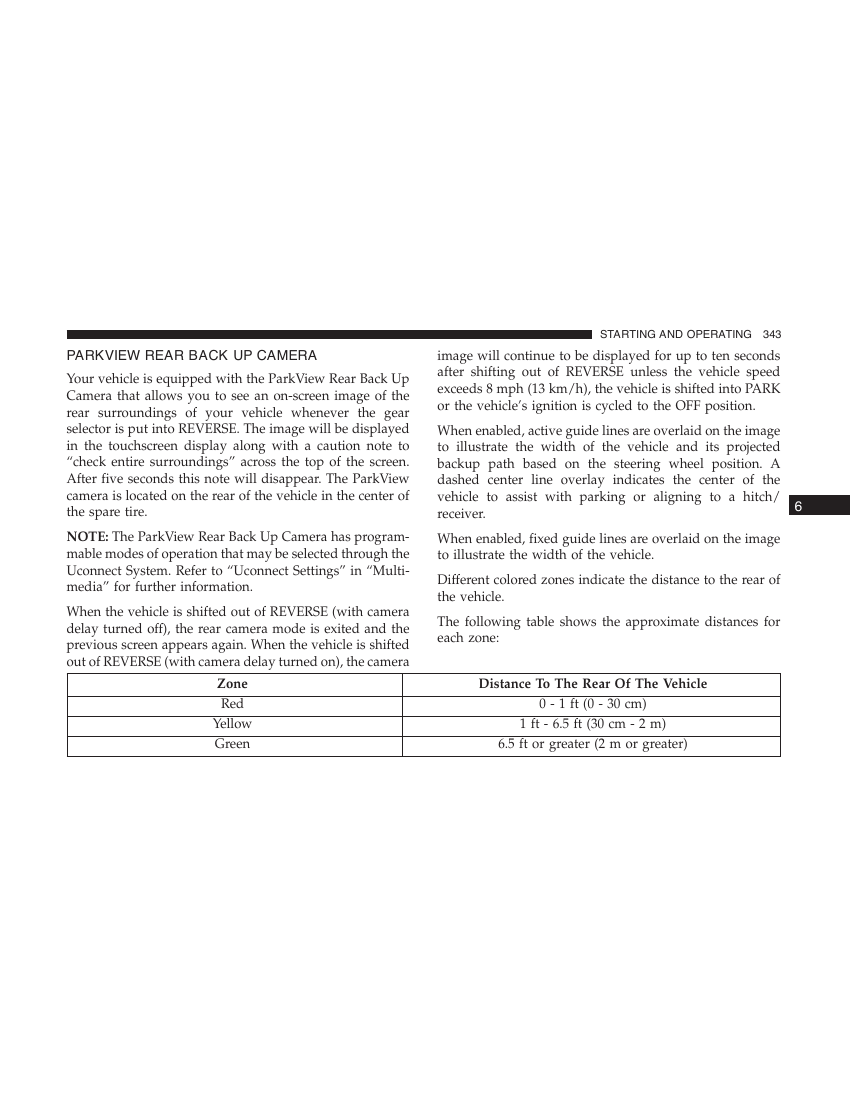 STARTING AND OPERATING 343
PARKVIEW REAR BACK UP CAMERA
Your vehicle is equipped with the ParkView Rear Back Up
Camera that allows you to see an on-screen image of the
rear surroundings of your vehicle whenever the gear
selector is put into REVERSE. The image will be displayed
in the touchscreen display along with a caution note to
“check entire surroundings” across the top of the screen.
After five seconds this note will disappear. The ParkView
camera is located on the rear of the vehicle in the center of
the spare tire.
NOTE: The ParkView Rear Back Up Camera has program-
mable modes of operation that may be selected through the
Uconnect System. Refer to “Uconnect Settings” in “Multi-
media” for further information.
When the vehicle is shifted out of REVERSE (with camera
delay turned off), the rear camera mode is exited and the
previous screen appears again. When the vehicle is shifted
out of REVERSE (with camera delay turned on), the camera
image will continue to be displayed for up to ten seconds
after shifting out of REVERSE unless the vehicle speed
exceeds 8 mph (13 km/h), the vehicle is shifted into PARK
or the vehicle’s ignition is cycled to the OFF position.
When enabled, active guide lines are overlaid on the image
to illustrate the width of the vehicle and its projected
backup path based on the steering wheel position. A
dashed center line overlay indicates the center of the
vehicle to assist with parking or aligning to a hitch/
receiver.
When enabled, fixed guide lines are overlaid on the image
to illustrate the width of the vehicle.
Different colored zones indicate the distance to the rear of
the vehicle.
The following table shows the approximate distances for
each zone:
6
Zone Distance To The Rear Of The Vehicle
Red 0 - 1 ft (0 - 30 cm)
Yellow 1 ft - 6.5 ft (30 cm - 2 m)
Green 6.5 ft or greater (2 m or greater)